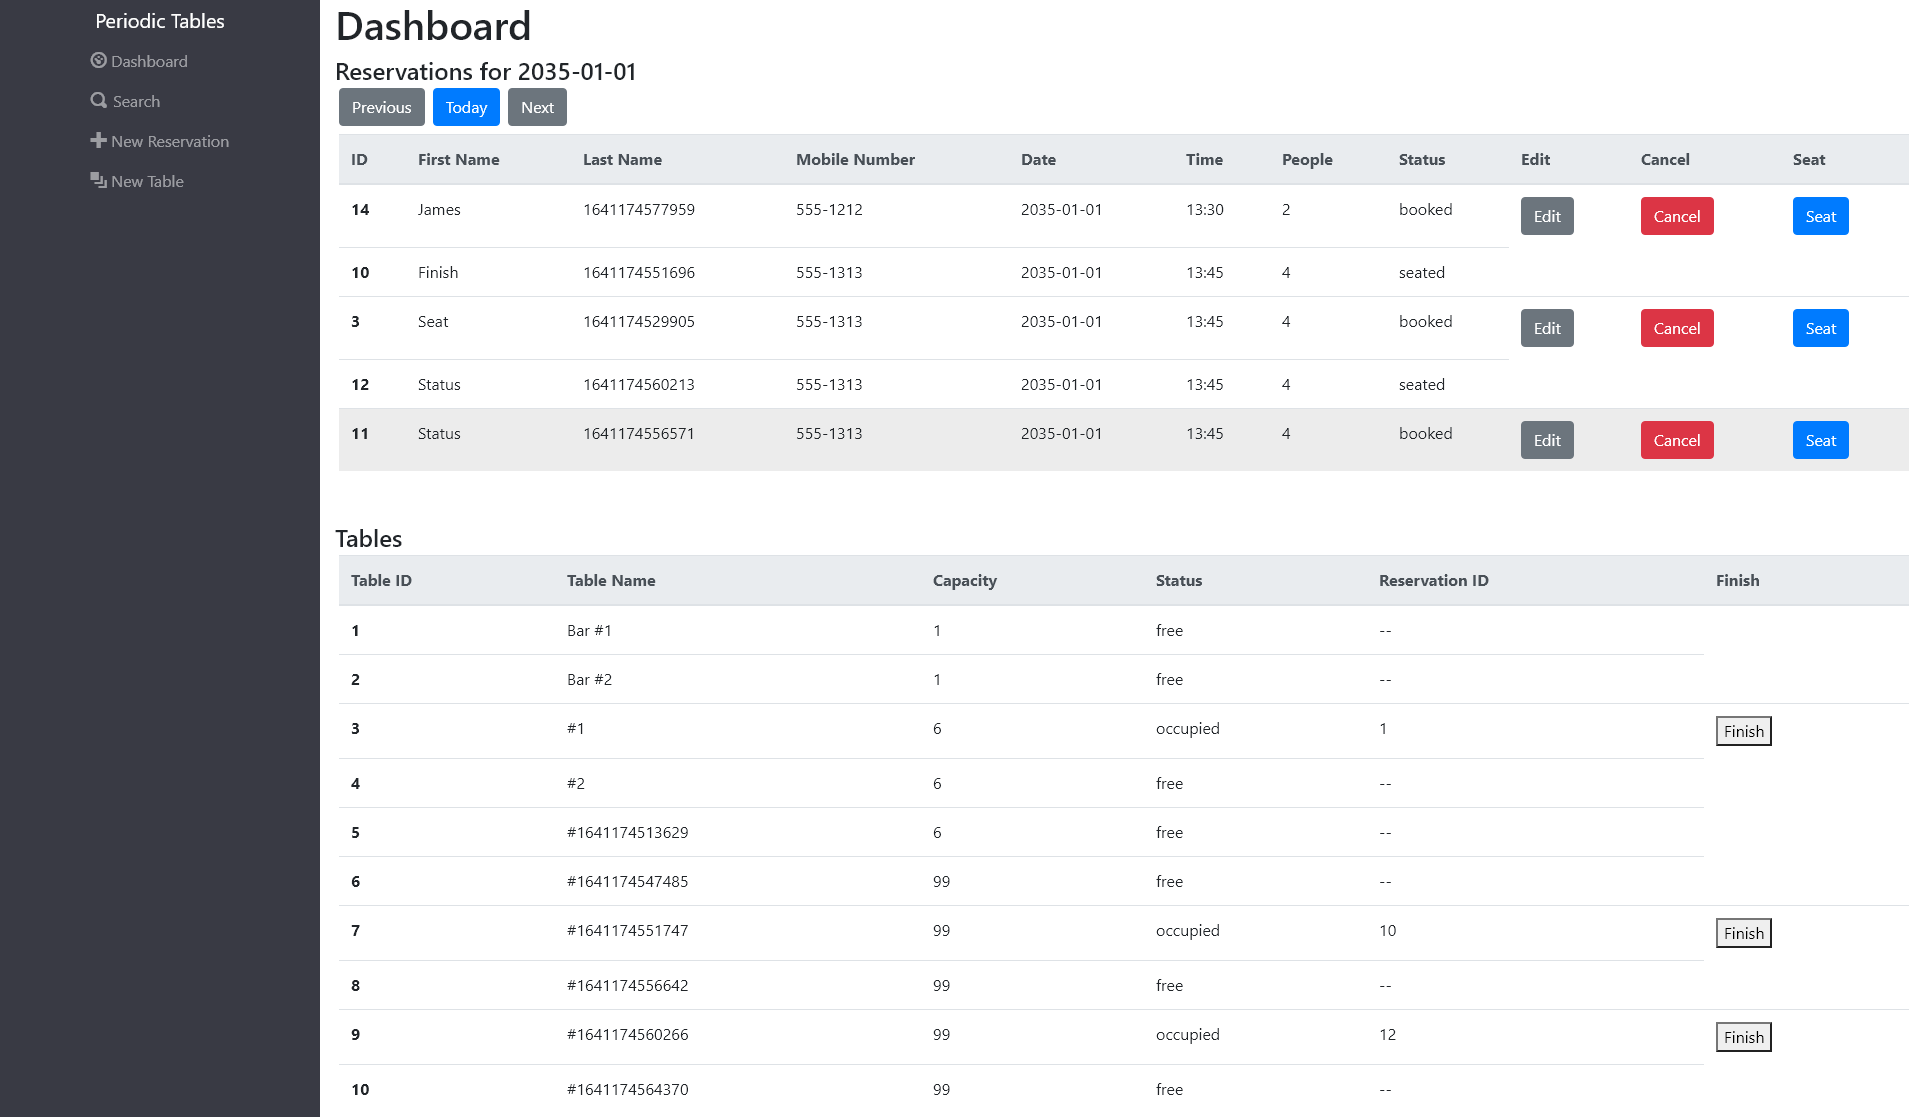 Periodic Tables
Dashboard
Search
New Reservation
New Table
Dashboard
Reservations for 2035-01-01
Previous Today Next
ID First Name Last Name Mobile Number Date Time People Status Edit Cancel Seat
14 James 1641174577959 555-1212 2035-01-01 13:30 2 booked Edit Cancel Seat
10 Finish 1641174551696 555-1313 2035-01-01 13:45 4 seated
3 Seat 1641174529905 555-1313 2035-01-01 13:45 4 booked Edit Cancel Seat
12 Status 1641174560213 555-1313 2035-01-01 13:45 4 seated
11 Status 1641174556571 555-1313 2035-01-01 13:45 4 booked Edit Cancel Seat
Tables
Table ID Table Name Capacity Status Reservation ID Finish
1 Bar #1 1 free --
2 Bar #2 1 free --
3 #1 6 occupied 1 Finish
4 #2 6 free --
5 #1641174513629 6 free --
6 #1641174547485 99 free --
7 #1641174551747 99 occupied 10 Finish
8 #1641174556642 99 free --
9 #1641174560266 99 occupied 12 Finish
10 #1641174564370 99 free --